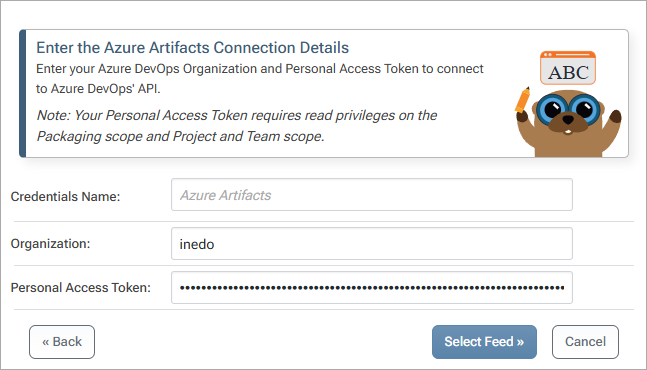 Enter the Azure Artifacts Connection Details
Enter your Azure DevOps Organization and Personal Access Token to connect
to Azure DevOps' API.
Note: Your Personal Access Token requires read privileges on the
Packaging scope and Project and Team scope.
ABC
Credentials Name:
Azure Artifacts
Organization:
inedo
Personal Access Token:
« Back
Select Feed »
Cancel